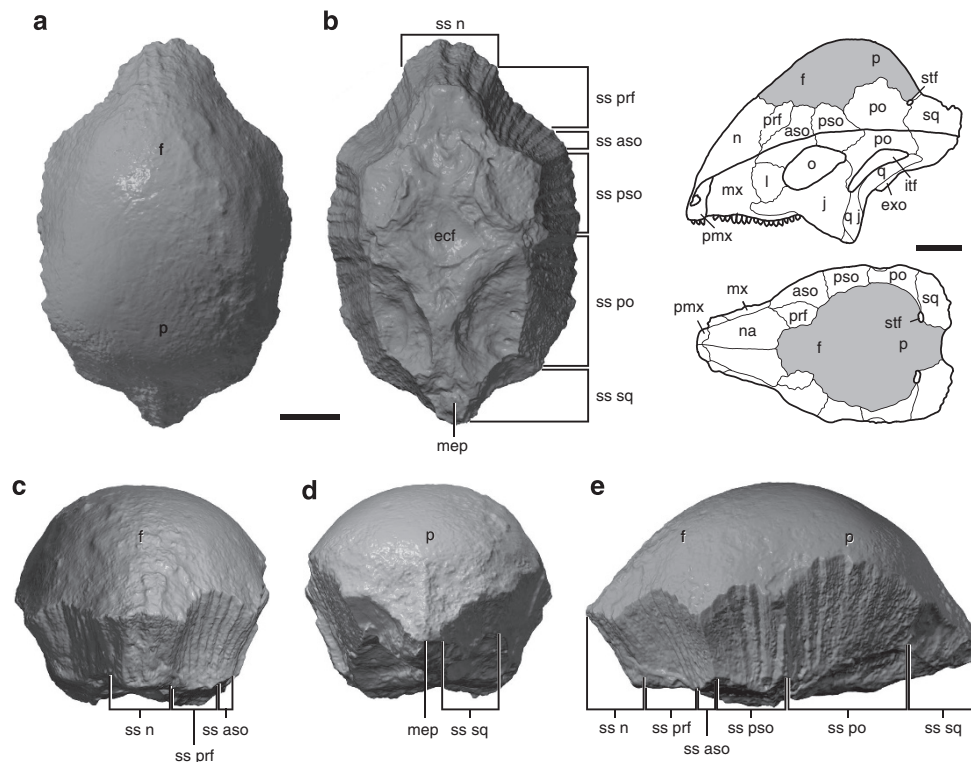 a
f
p
b
ss n
ss prf
ss aso
ss pso
ecf
ss po
ss sq
mep
p
f
stf
po
sq
prf
aso
pso
n
po
o
q
itf
mx
l
j
exo
q j
pmx
pso
po
aso
mx
sq
prf
pmx
na
stf
f
p
c
f
ss n
ss aso
ss prf
d
p
mep
ss sq
e
f
p
ss n
ss prf
ss pso
ss po
ss sq
ss aso